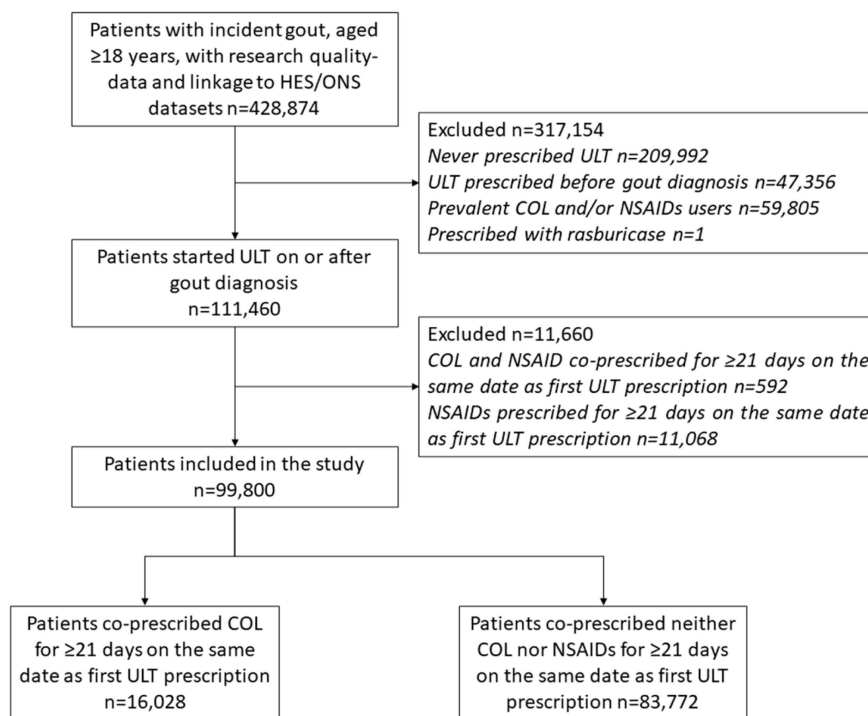 Patients with incident gout, aged
≥18 years, with research quality-
data and linkage to HES/ONS
datasets n=428,874
Excluded n=317,154
Never prescribed ULT n=209,992
ULT prescribed before gout diagnosis n=47,356
Prevalent COL and/or NSAIDs users n=59,805
Prescribed with rasburicase n=1
Patients started ULT on or after
gout diagnosis
n=111,460
Excluded n=11,660
COL and NSAID co-prescribed for ≥21 days on the
same date as first ULT prescription n=592
NSAIDs prescribed for ≥21 days on the same date
as first ULT prescription n=11,068
Patients included in the study
n=99,800
Patients co-prescribed COL
for ≥21 days on the same
date as first ULT prescription
n=16,028
Patients co-prescribed neither
COL nor NSAIDs for ≥21 days
on the same date as first ULT
prescription n=83,772